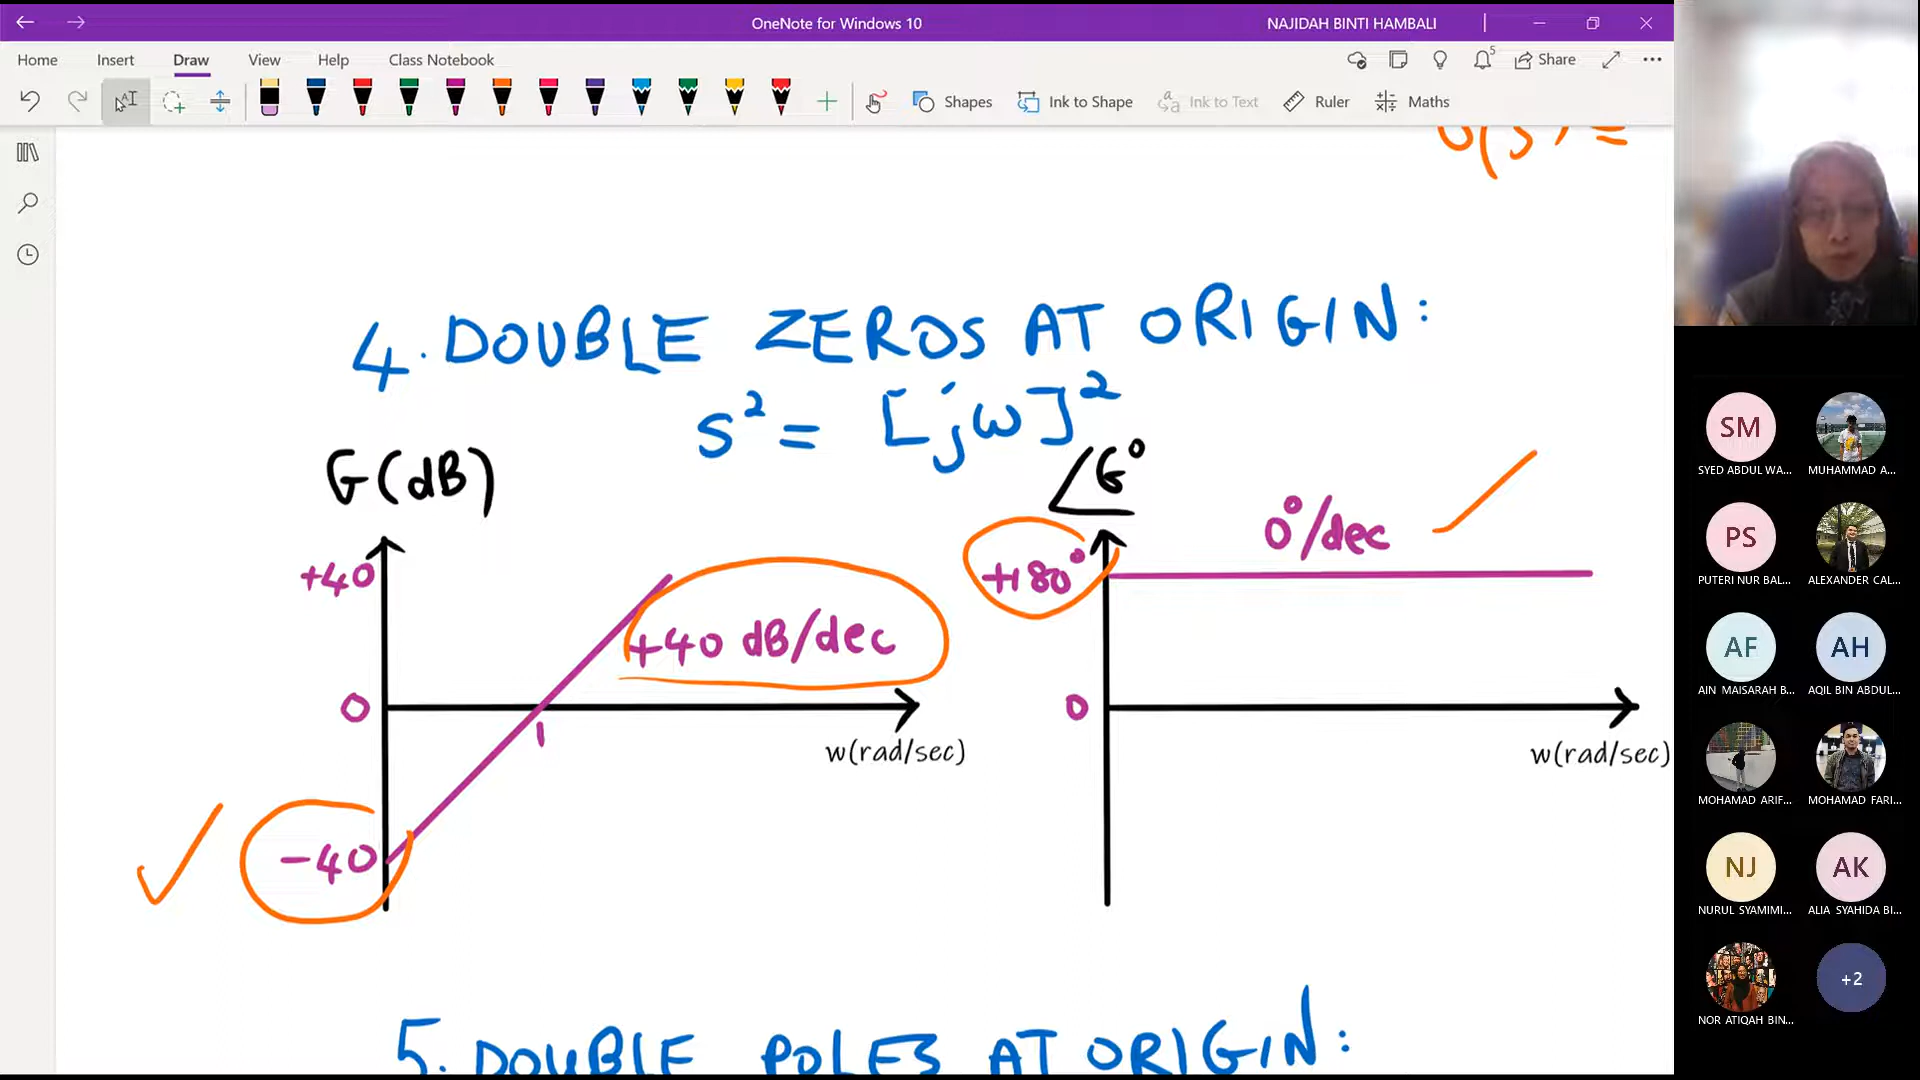 OneNote for Windows 10
NAJIDAH BINTI HAMBALI
Home Insert Draw View Help Class Notebook
5 Share
Shapes Ink to Shape Ink to Text Ruler Maths
G(s) =
4. DOUBLE ZEROS AT ORIGIN:
s² = [jω]²
G(dB)
∠G°
+40
+40 dB/dec
0
1
w(rad/sec)
-40
+180°
0°/dec
0
w(rad/sec)
5. DOUBLE POLES AT ORIGIN:
SM
SYED ABDUL WA...
MUHAMMAD A...
PS
PUTERI NUR BAL...
ALEXANDER CAL...
AF
AH
AIN MAISARAH B...
AQIL BIN ABDUL...
MOHAMAD ARIF...
MOHAMAD FARI...
NJ
AK
NURUL SYAMIMI...
ALIA SYAHIDA BI...
+2
NOR ATIQAH BIN...